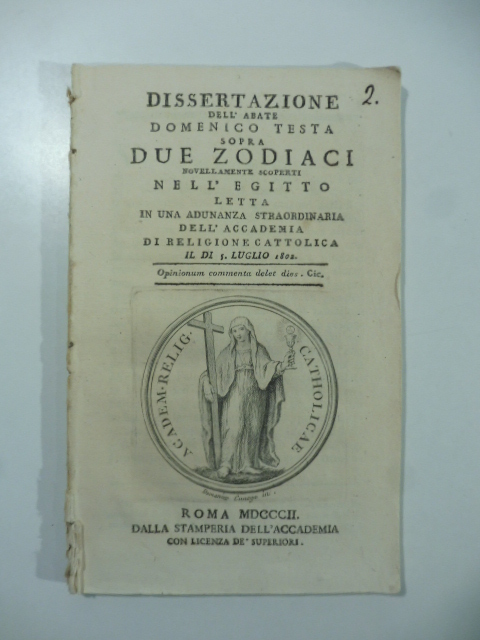 2.
DISSERTAZIONE
DELL' ABATE
DOMENICO TESTA
SOPRA
DUE ZODIACI
NOVELLAMENTE SCOPERTI
NELL' EGITTO
LETTA
IN UNA ADUNANZA STRAORDINARIA
DELL' ACCADEMIA
DI RELIGIONE CATTOLICA
IL DI 5. LUGLIO 1802.
Opinionum commenta delet dies. Cic.
ACADEM·RELIG·
CATHOLICAE
ROMA MDCCCII.
DALLA STAMPERIA DELL'ACCADEMIA
CON LICENZA DE' SUPERIORI.